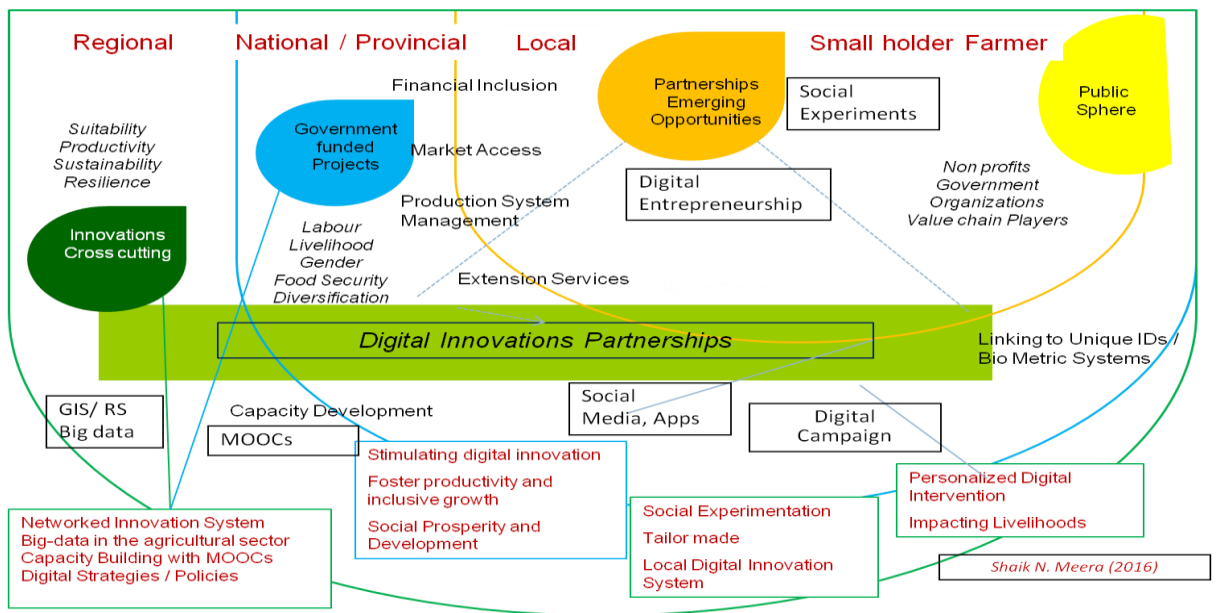 Regional
National / Provincial
Local
Small holder Farmer
Financial Inclusion
Partnerships
Emerging
Opportunities
Social
Experiments
Public
Sphere
Suitability
Productivity
Sustainability
Resilience
Government
funded
Projects
Market Access
Digital
Entrepreneurship
Non profits
Government
Organizations
Value chain Players
Production System
Management
Innovations
Cross cutting
Labour
Livelihood
Gender
Food Security
Diversification
Extension Services
Digital Innovations Partnerships
Linking to Unique IDs /
Bio Metric Systems
GIS/ RS
Big data
Capacity Development
MOOCs
Social
Media, Apps
Digital
Campaign
Stimulating digital innovation
Foster productivity and
inclusive growth
Social Prosperity and
Development
Personalized Digital
Intervention
Impacting Livelihoods
Networked Innovation System
Big-data in the agricultural sector
Capacity Building with MOOCs
Digital Strategies / Policies
Social Experimentation
Tailor made
Local Digital Innovation
System
Shaik N. Meera (2016)